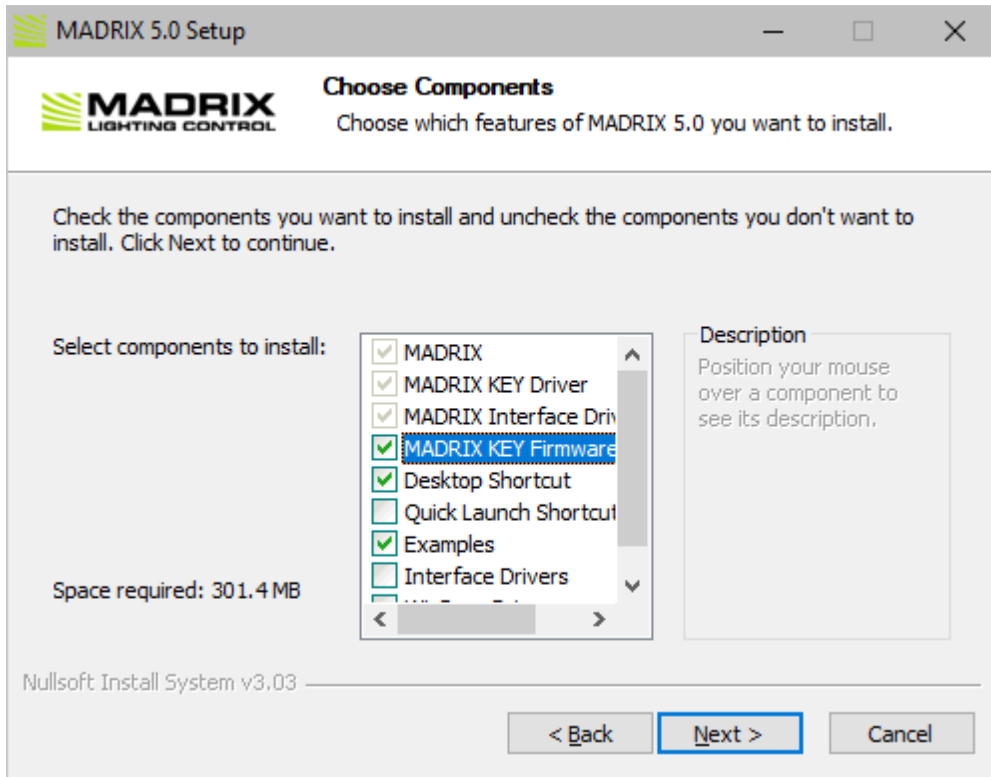 MADRIX 5.0 Setup
MADRIX
LIGHTING CONTROL
Choose Components
Choose which features of MADRIX 5.0 you want to install.
Check the components you want to install and uncheck the components you don't want to
install. Click Next to continue.
Select components to install:
MADRIX
MADRIX KEY Driver
MADRIX Interface Driv
MADRIX KEY Firmware
Desktop Shortcut
Quick Launch Shortcut
Examples
Interface Drivers
Description
Position your mouse
over a component to
see its description.
Space required: 301.4 MB
Nullsoft Install System v3.03
< Back
Next >
Cancel